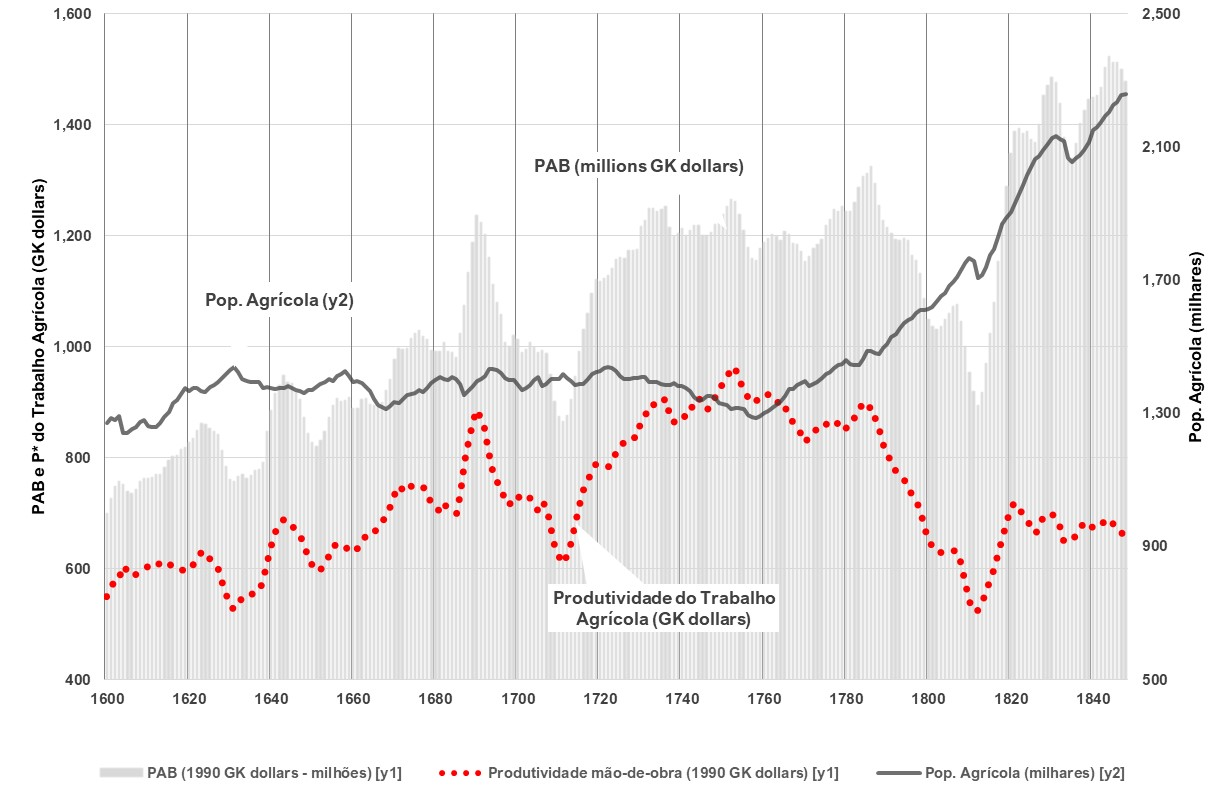 1,600
1,400
1,200
1,000
800
600
400
PAB e P* do Trabalho Agrícola (GK dollars)
2,500
2,100
1,700
1,300
900
500
Pop. Agrícola (milhares)
PAB (millions GK dollars)
Pop. Agrícola (y2)
Produtividade do Trabalho
Agrícola (GK dollars)
1600 1620 1640 1660 1680 1700 1720 1740 1760 1780 1800 1820 1840
PAB (1990 GK dollars - milhões) [y1] Produtividade mão-de-obra (1990 GK dollars) [y1] Pop. Agrícola (milhares) [y2]